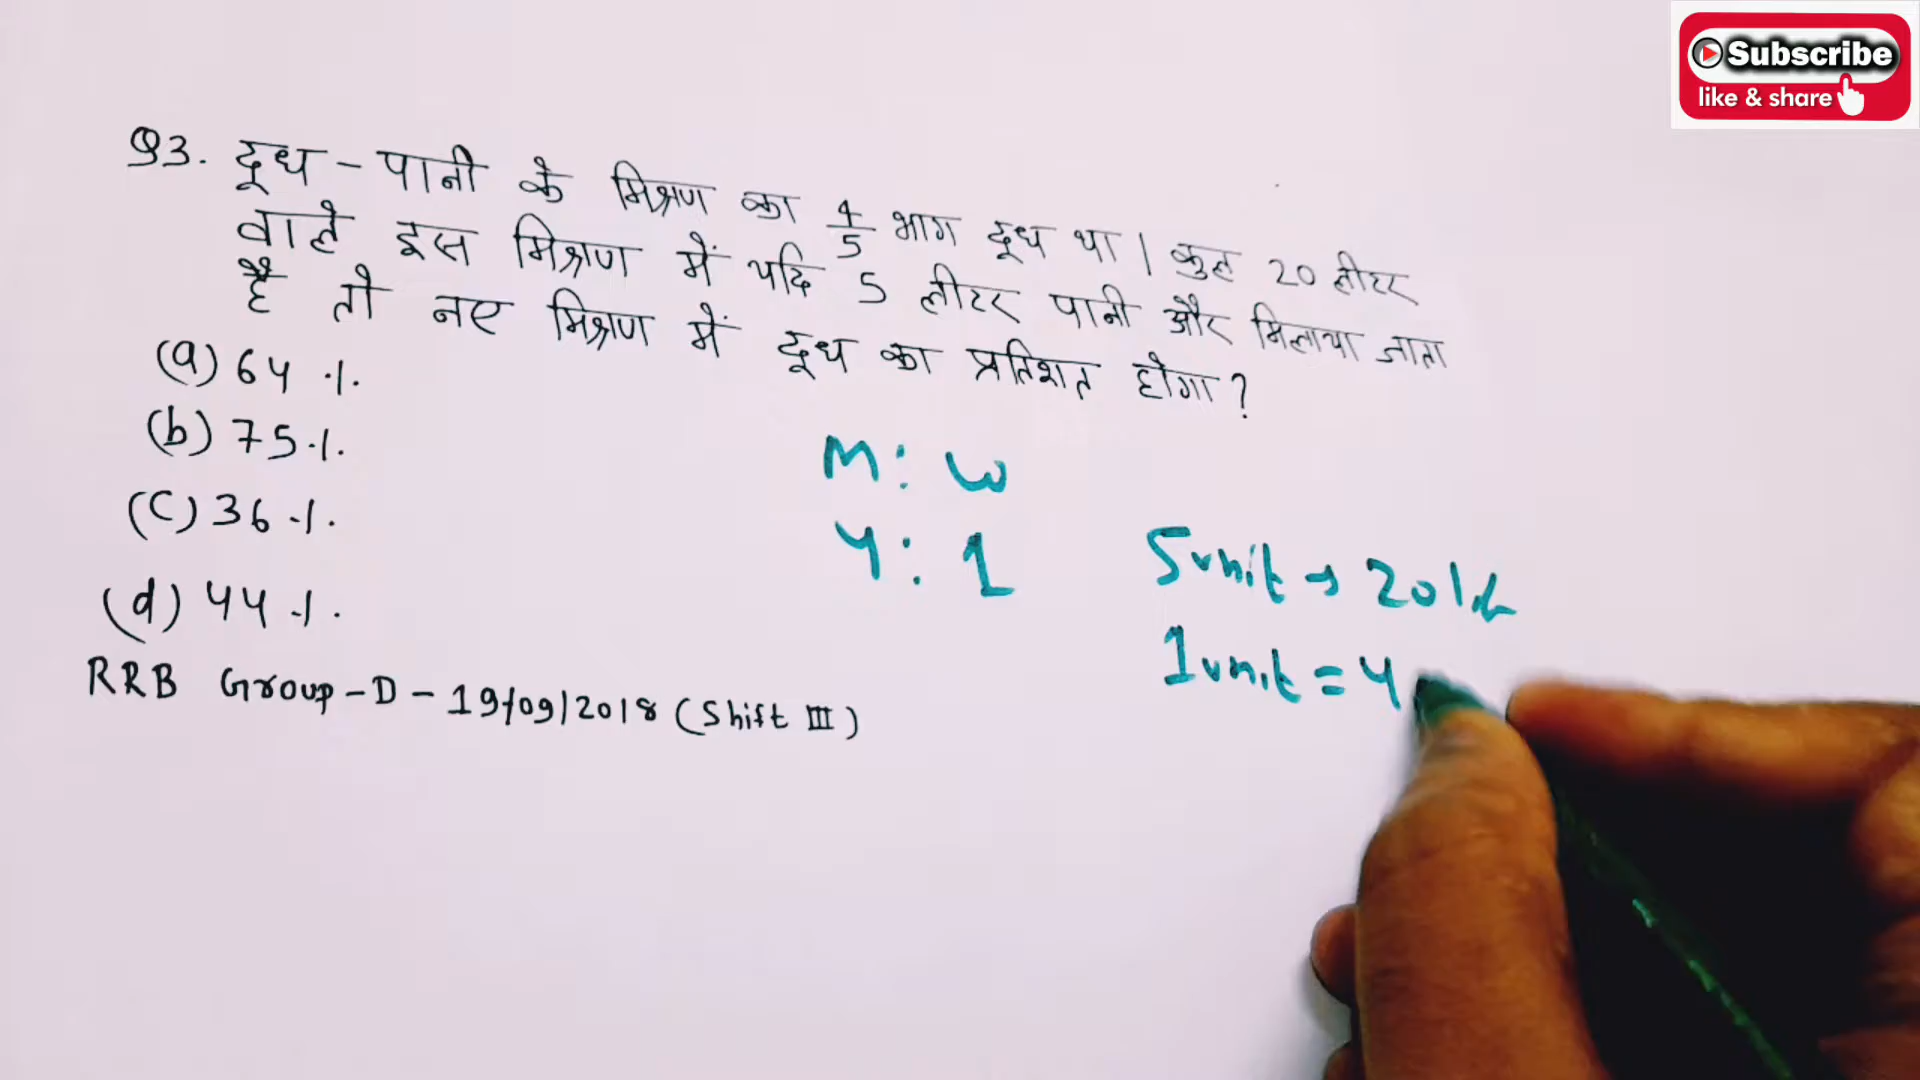 Subscribe
like & share
Q3. दूध - पानी के मिश्रण का 4/5 भाग दूध था | कुल 20 लीटर
वाले इस मिश्रण में यदि 5 लीटर पानी और मिलाया जाता
है तो नए मिश्रण में दूध का प्रतिशत होगा ?
(a) 64 %.
(b) 75%.
(C) 36 %.
(d) 44 %.
RRB Group-D - 19/09/2018 (Shift III)
M : W
4 : 1
5 unit → 20 lit
1 unit = 4